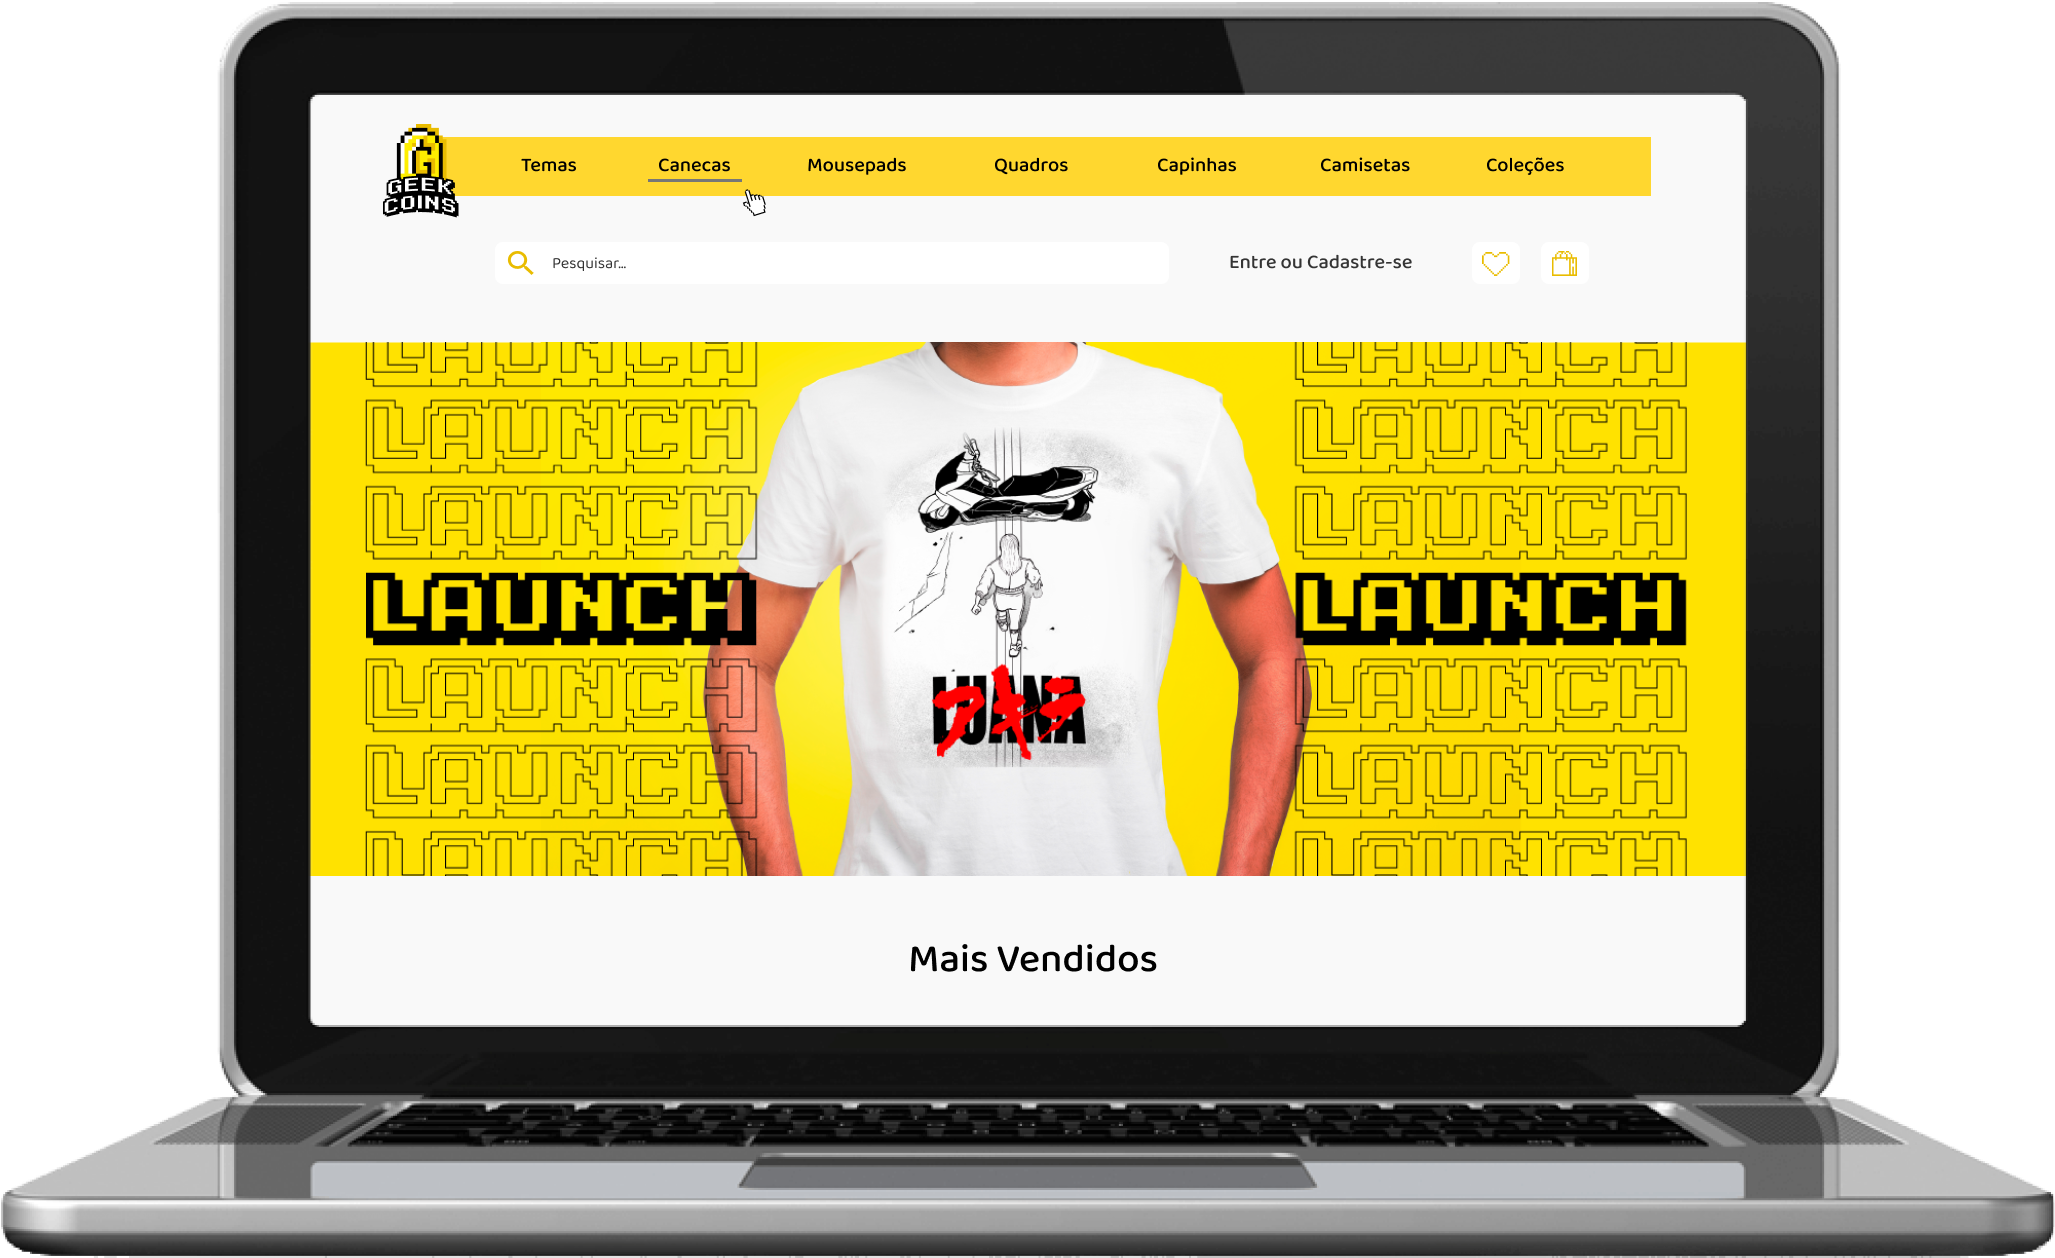 G
GEEK
COINS
Temas
Canecas
Mousepads
Quadros
Capinhas
Camisetas
Coleções
Pesquisar...
Entre ou Cadastre-se
LAUNCH
LAUNCH
LAUNCH
LAUNCH
LAUNCH
LAUNCH
LAUNCH
LUANA
アキラ
LAUNCH
LAUNCH
LAUNCH
LAUNCH
LAUNCH
LAUNCH
LAUNCH
Mais Vendidos